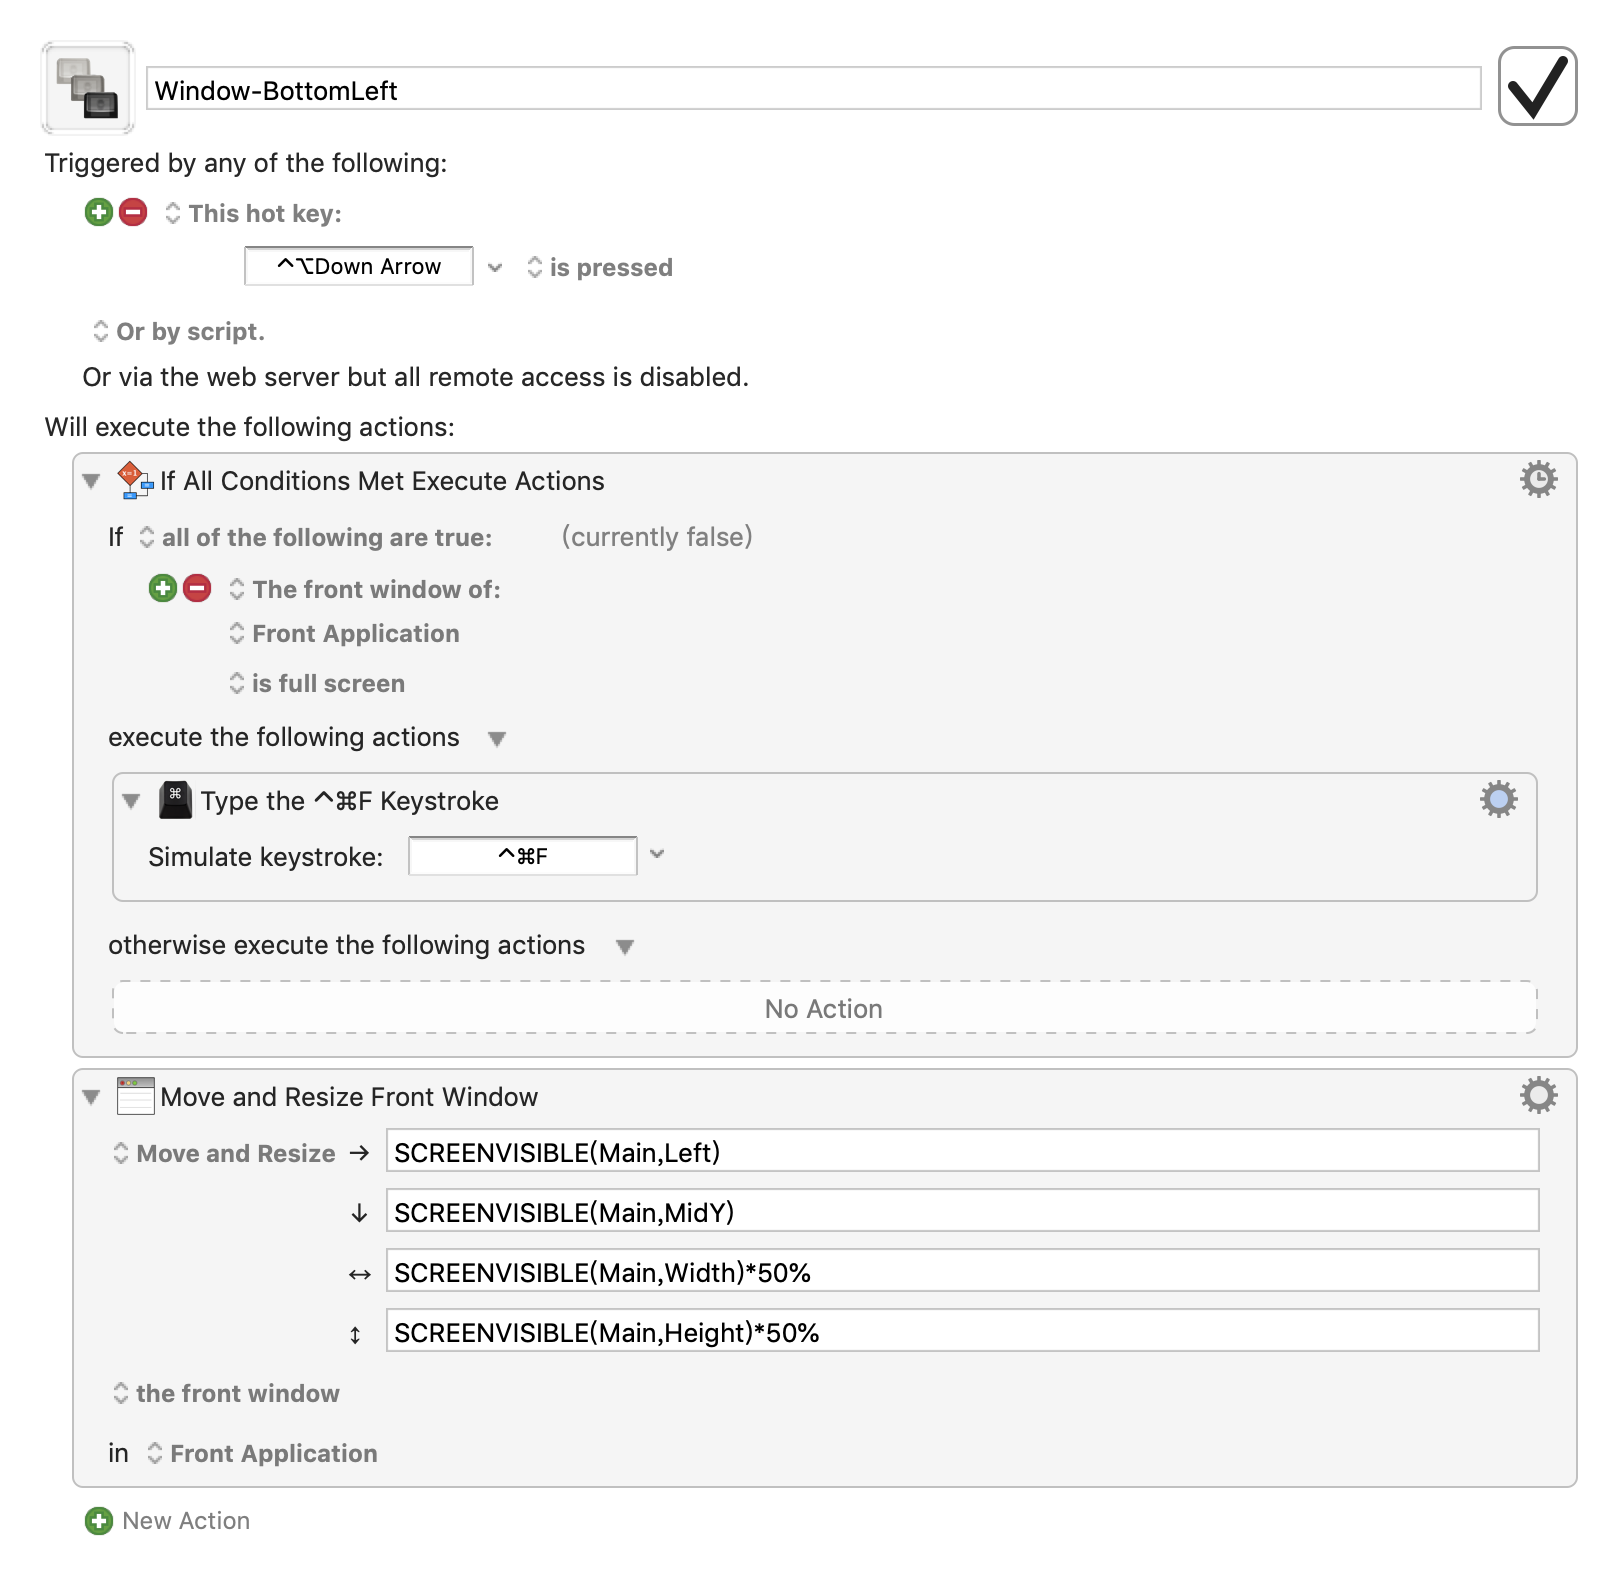 Window-BottomLeft
Triggered by any of the following:
This hot key:
^⌥Down Arrow is pressed
Or by script.
Or via the web server but all remote access is disabled.
Will execute the following actions:
If All Conditions Met Execute Actions
If all of the following are true: (currently false)
The front window of:
Front Application
is full screen
execute the following actions
Type the ^⌘F Keystroke
Simulate keystroke: ^⌘F
otherwise execute the following actions
No Action
Move and Resize Front Window
Move and Resize → SCREENVISIBLE(Main,Left)
↓ SCREENVISIBLE(Main,MidY)
↔ SCREENVISIBLE(Main,Width)*50%
↕ SCREENVISIBLE(Main,Height)*50%
the front window
in Front Application
New Action